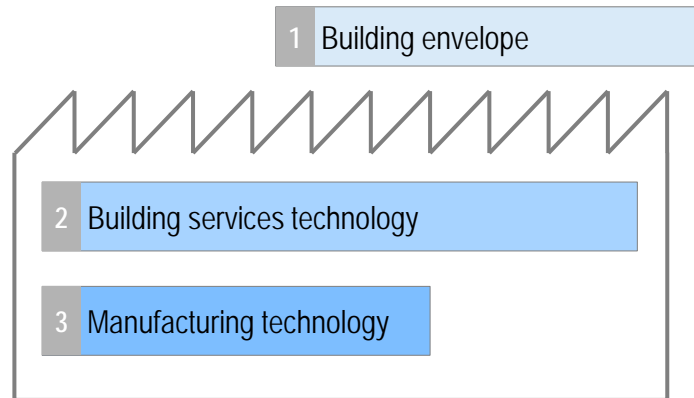 1 Building envelope
2 Building services technology
3 Manufacturing technology